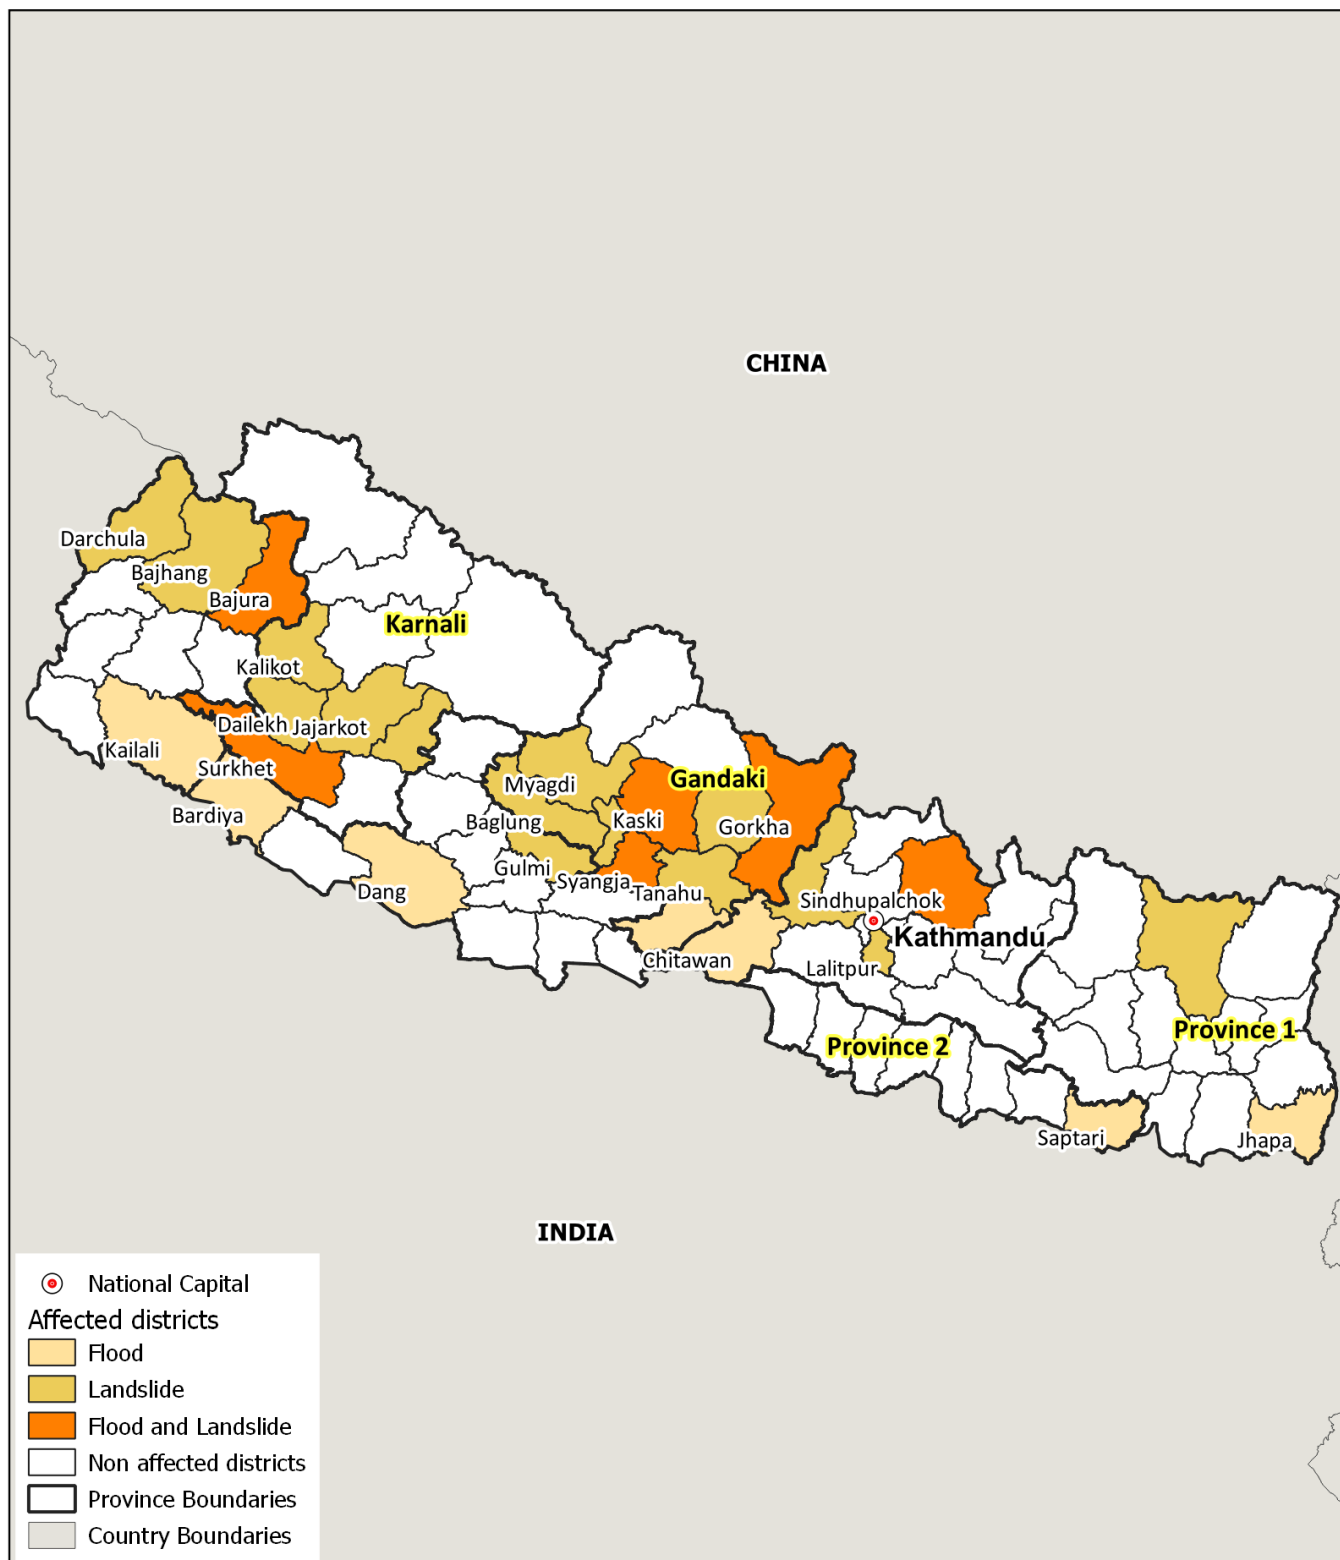 CHINA
Darchula
Bajhang
Bajura
Karnali
Kalikot
Dailekh
Jajarkot
Kailali
Surkhet
Bardiya
Myagdi
Gandaki
Baglung
Kaski
Gorkha
Gulmi
Syangja
Tanahu
Dang
Sindhupalchok
Kathmandu
Chitawan
Lalitpur
Province 2
Province 1
Saptari
Jhapa
INDIA
National Capital
Affected districts
Flood
Landslide
Flood and Landslide
Non affected districts
Province Boundaries
Country Boundaries